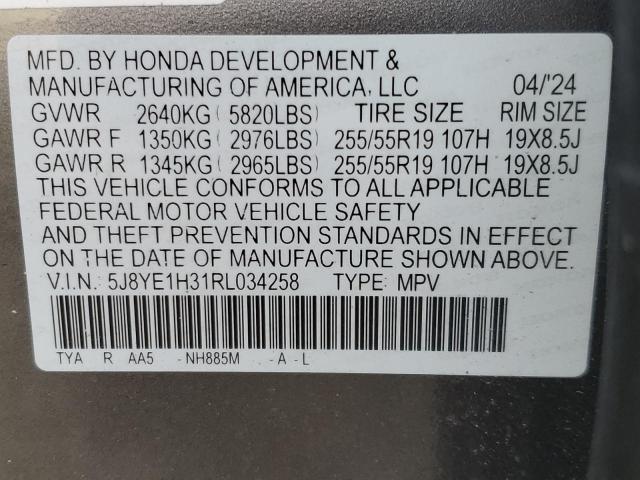 MFD. BY HONDA DEVELOPMENT &
MANUFACTURING OF AMERICA, LLC 04/'24
GVWR 2640KG( 5820LBS) TIRE SIZE RIM SIZE
GAWR F 1350KG( 2976LBS) 255/55R19 107H 19X8.5J
GAWR R 1345KG( 2965LBS) 255/55R19 107H 19X8.5J
THIS VEHICLE CONFORMS TO ALL APPLICABLE
FEDERAL MOTOR VEHICLE SAFETY
AND THEFT PREVENTION STANDARDS IN EFFECT
ON THE DATE OF MANUFACTURE SHOWN ABOVE.
V.I.N.: 5J8YE1H31RL034258 TYPE: MPV
TYA R AA5 -NH885M -A-L